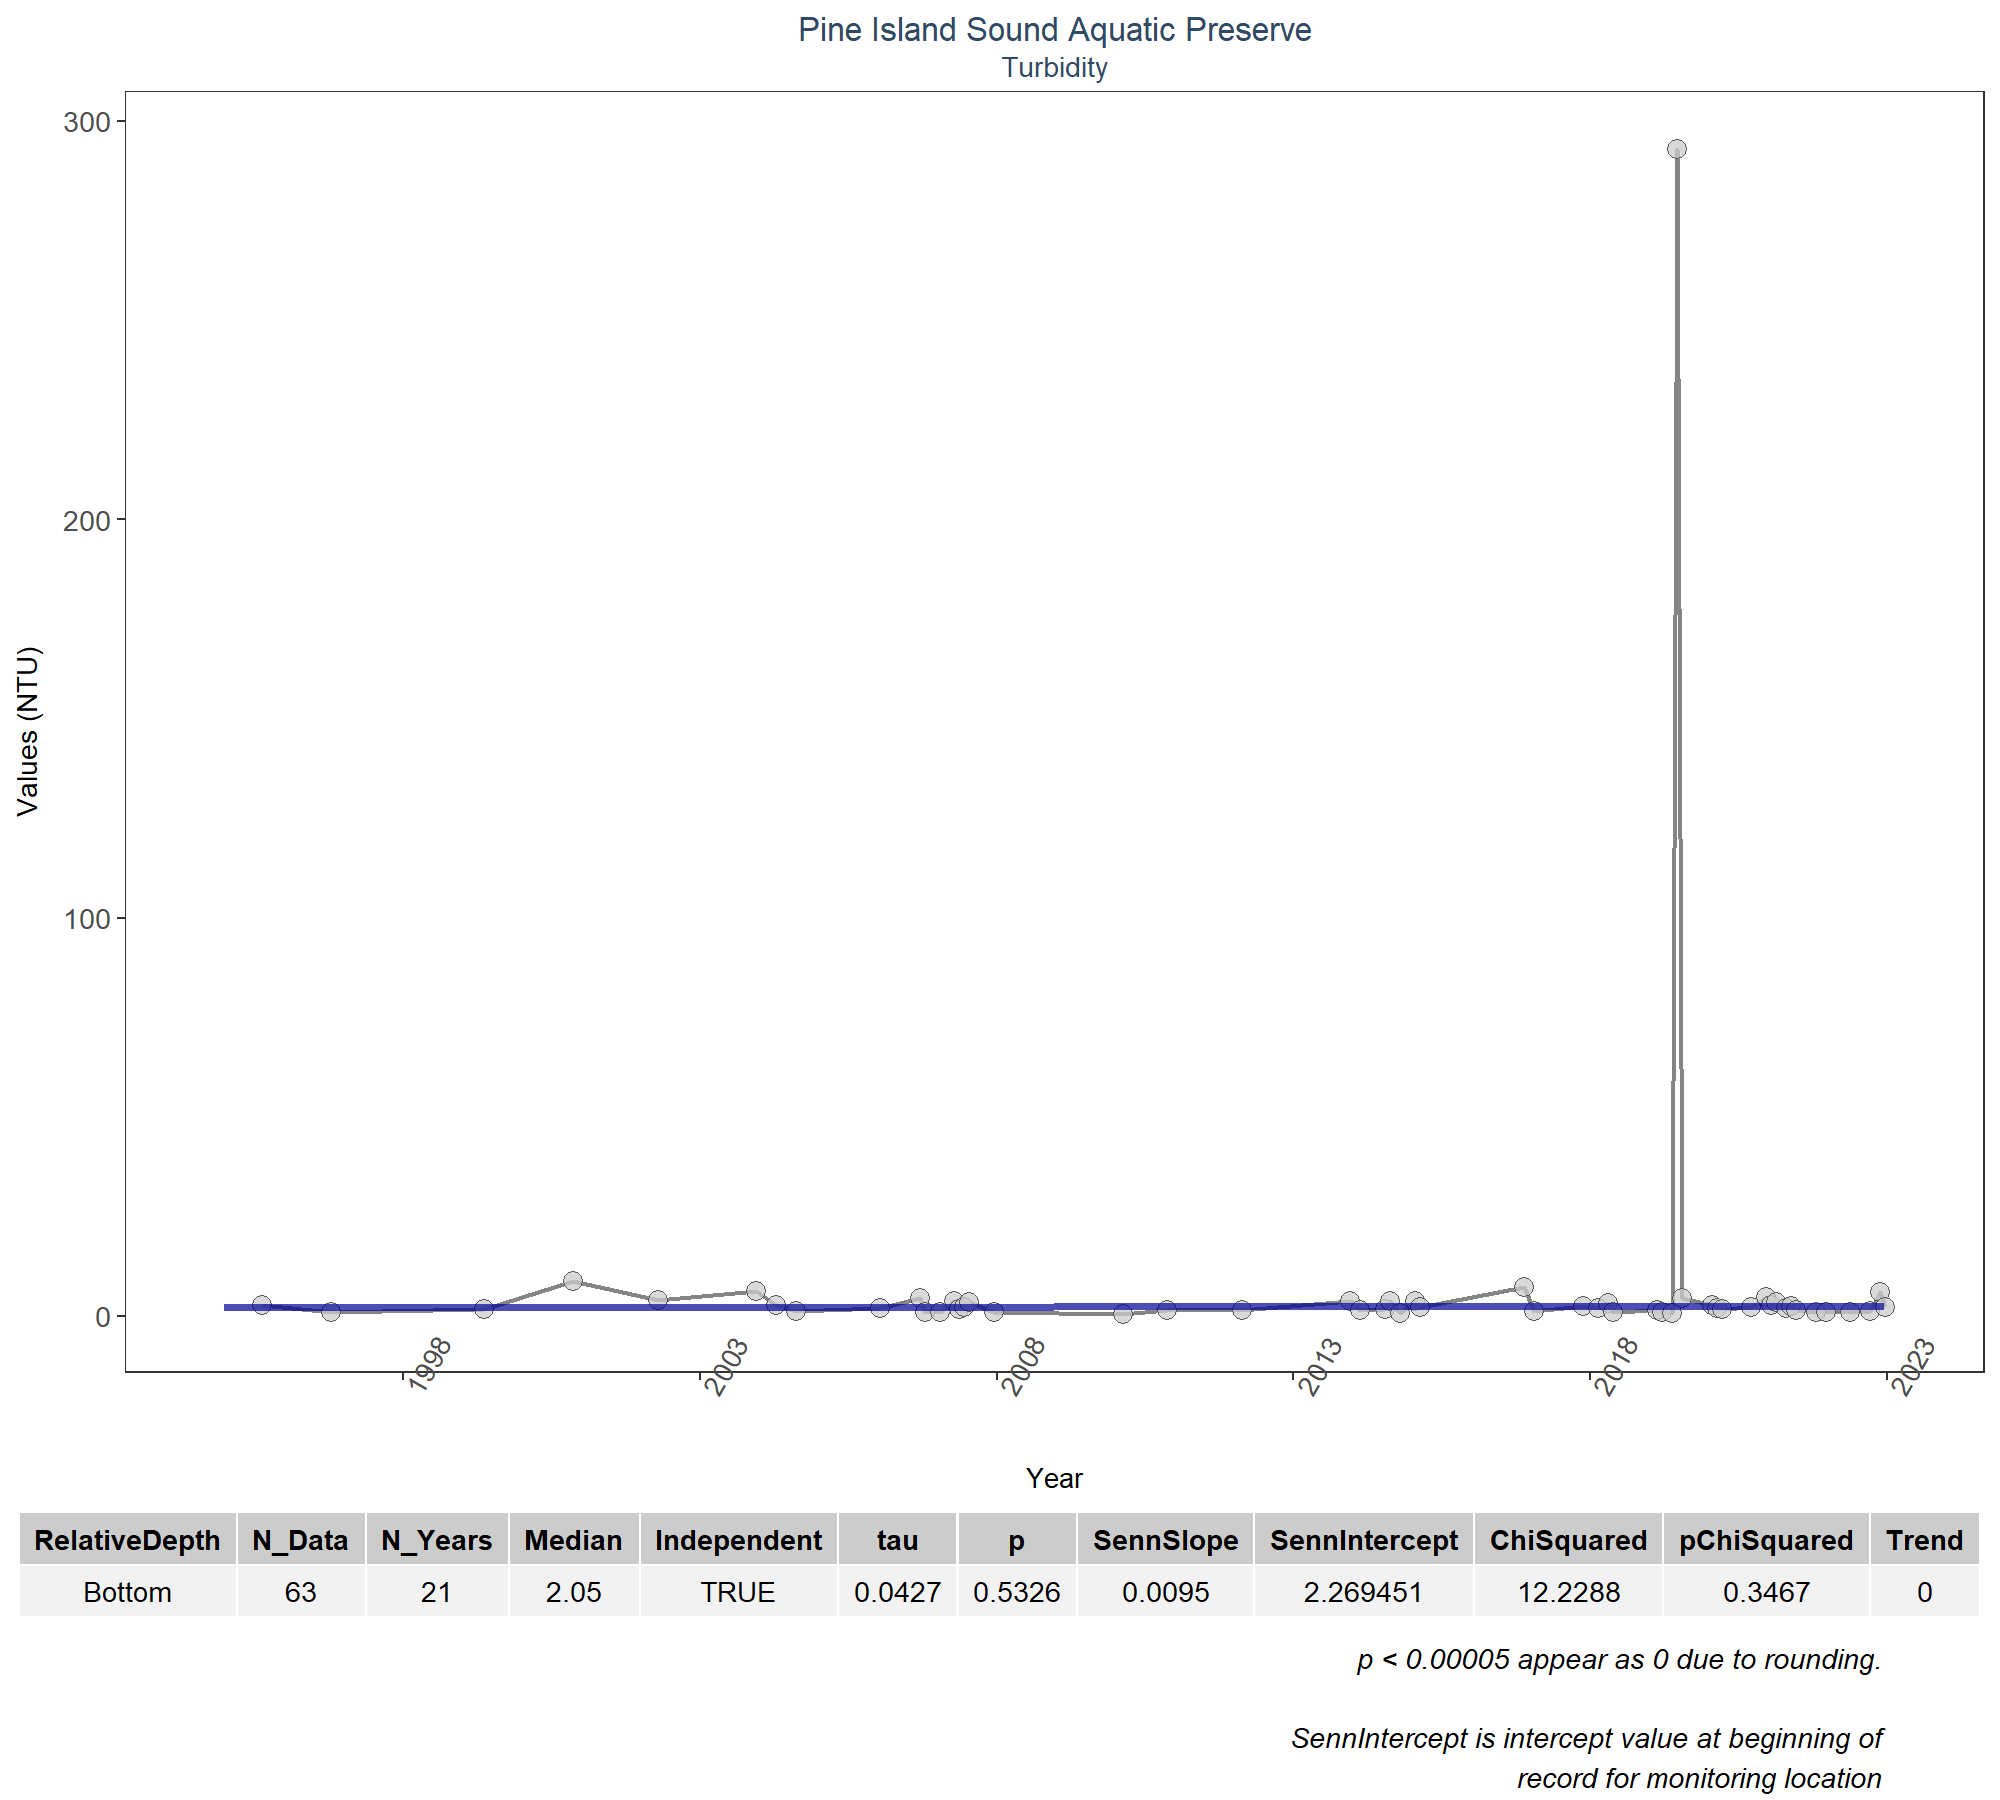 Pine Island Sound Aquatic Preserve
Turbidity
300
200
100
0
Values (NTU)
1998
2003
2008
2013
2018
2023
Year
RelativeDepth N_Data N_Years Median Independent tau p SennSlope SennIntercept ChiSquared pChiSquared Trend
Bottom 63 21 2.05 TRUE 0.0427 0.5326 0.0095 2.269451 12.2288 0.3467 0
p < 0.00005 appear as 0 due to rounding.
SennIntercept is intercept value at beginning of
record for monitoring location